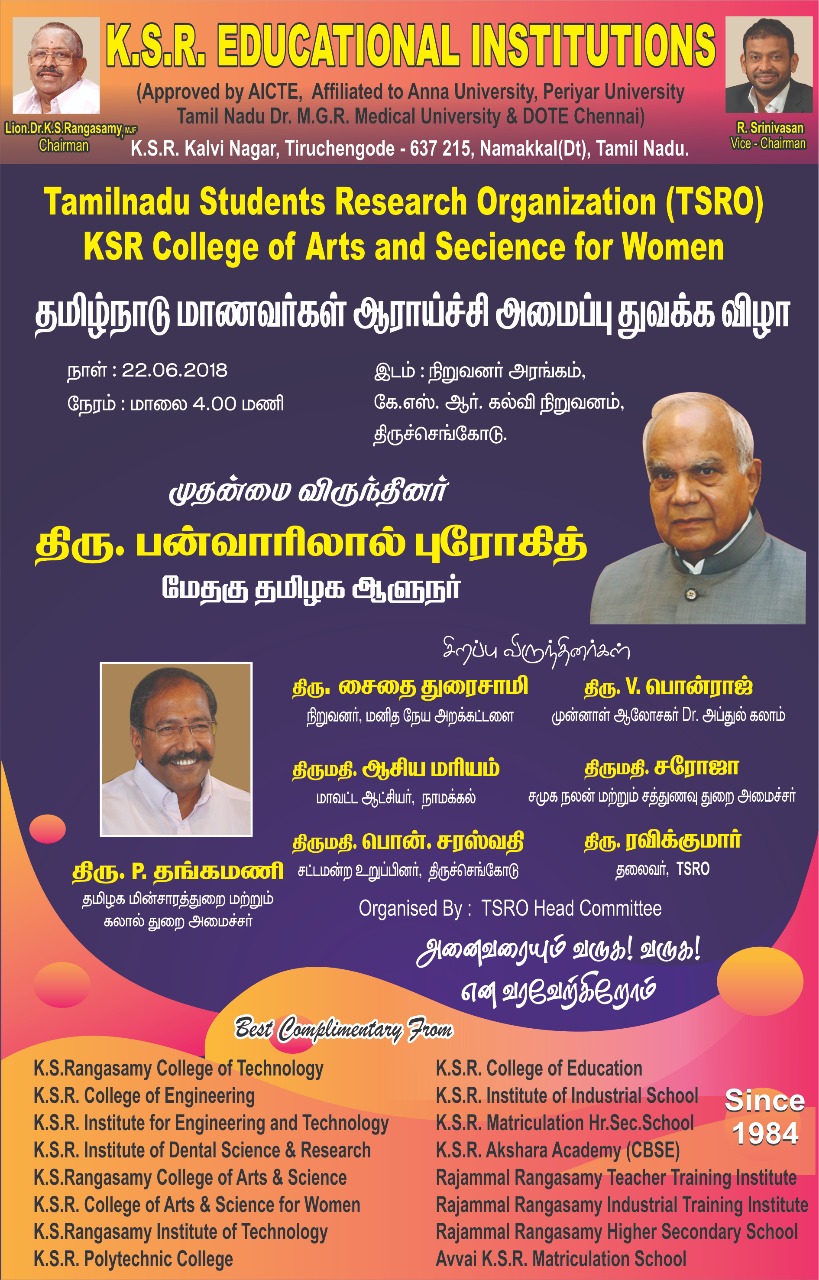 K.S.R. EDUCATIONAL INSTITUTIONS
(Approved by AICTE, Affiliated to Anna University, Periyar University
Tamil Nadu Dr. M.G.R. Medical University & DOTE Chennai)
K.S.R. Kalvi Nagar, Tiruchengode - 637 215, Namakkal(Dt), Tamil Nadu.
Lion.Dr.K.S.Rangasamy, MJF
Chairman
R. Srinivasan
Vice - Chairman
Tamilnadu Students Research Organization (TSRO)
KSR College of Arts and Secience for Women
தமிழ்நாடு மாணவர்கள் ஆராய்ச்சி அமைப்பு துவக்க விழா
நாள் : 22.06.2018
நேரம் : மாலை 4.00 மணி
இடம் : நிறுவனர் அரங்கம்,
கே.எஸ். ஆர். கல்வி நிறுவனம்,
திருச்செங்கோடு.
முதன்மை விருந்தினர்
திரு. பன்வாரிலால் புரோகித்
மேதகு தமிழக ஆளுநர்
சிறப்பு விருந்தினர்கள்
திரு. சைதை துரைசாமி
நிறுவனர், மனித நேய அறக்கட்டளை
திரு. V. பொன்ராஜ்
முன்னாள் ஆலோசகர் Dr. அப்துல் கலாம்
திருமதி. ஆசிய மரியம்
மாவட்ட ஆட்சியர், நாமக்கல்
திருமதி. சரோஜா
சமுக நலன் மற்றும் சத்துணவு துறை அமைச்சர்
திருமதி. பொன். சரஸ்வதி
சட்டமன்ற உறுப்பினர், திருச்செங்கோடு
திரு. ரவிக்குமார்
தலைவர், TSRO
திரு. P. தங்கமணி
தமிழக மின்சாரத்துறை மற்றும்
கலால் துறை அமைச்சர்
Organised By : TSRO Head Committee
அனைவரையும் வருக! வருக!
என வரவேற்கிறோம்
Best Complimentary From
K.S.Rangasamy College of Technology
K.S.R. College of Engineering
K.S.R. Institute for Engineering and Technology
K.S.R. Institute of Dental Science & Research
K.S.Rangasamy College of Arts & Science
K.S.R. College of Arts & Science for Women
K.S.Rangasamy Institute of Technology
K.S.R. Polytechnic College
K.S.R. College of Education
K.S.R. Institute of Industrial School
K.S.R. Matriculation Hr.Sec.School
K.S.R. Akshara Academy (CBSE)
Rajammal Rangasamy Teacher Training Institute
Rajammal Rangasamy Industrial Training Institute
Rajammal Rangasamy Higher Secondary School
Avvai K.S.R. Matriculation School
Since
1984